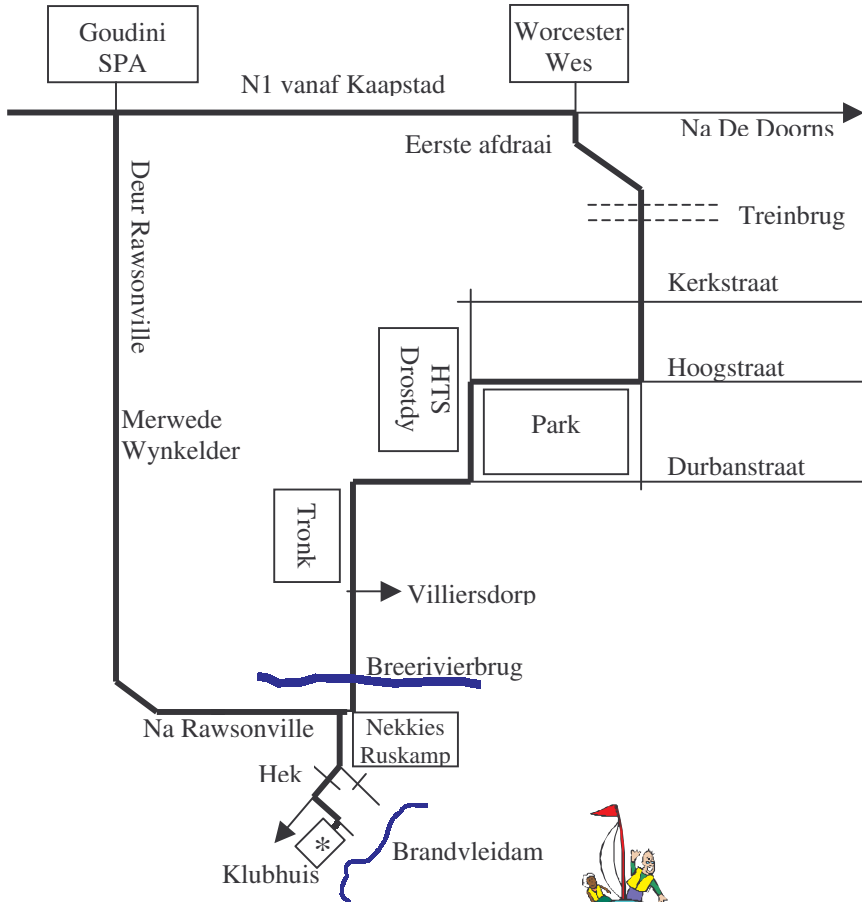 Goudini
SPA
Worcester
Wes
N1 vanaf Kaapstad
Na De Doorns
Eerste afdraai
Deur Rawsonville
Treinbrug
Kerkstraat
HTS
Drostdy
Hoogstraat
Merwede
Wynkelder
Park
Durbanstraat
Tronk
Villiersdorp
Breerivierbrug
Na Rawsonville
Nekkies
Ruskamp
Hek
*
Brandvleidam
Klubhuis